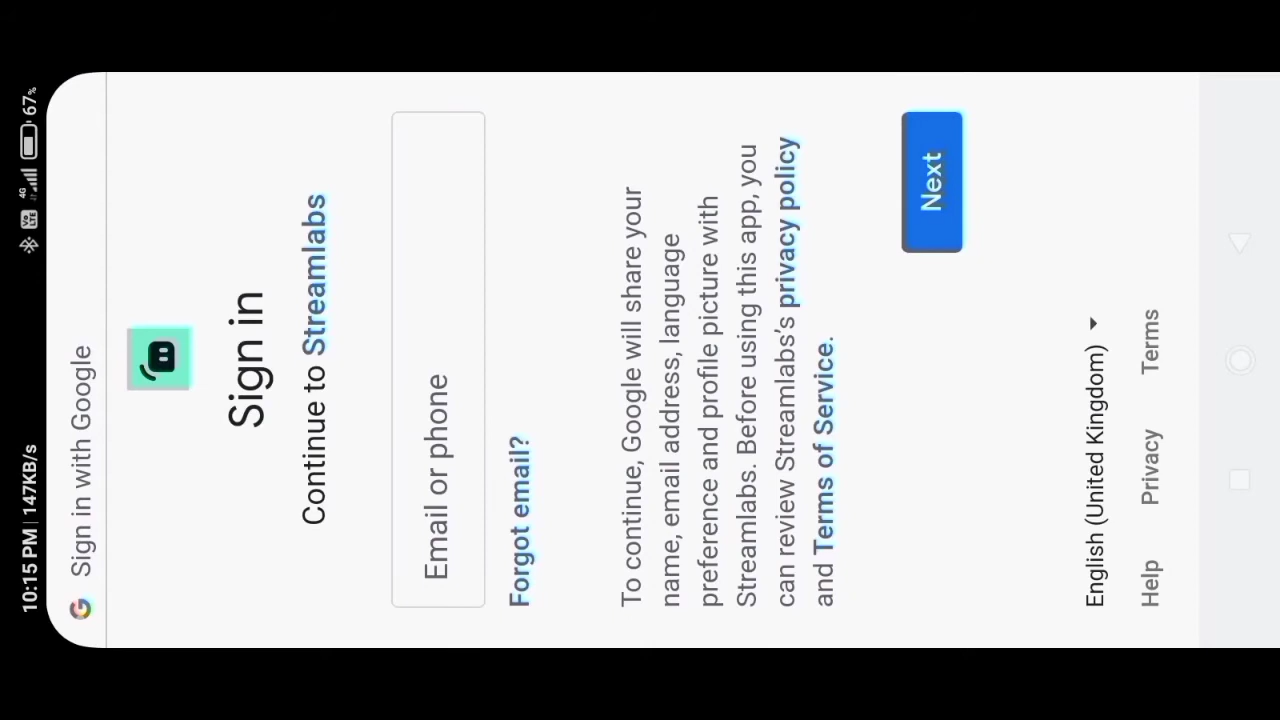 10:15 PM | 147KB/s 4G 67%
Sign in with Google
Sign in
Continue to Streamlabs
Email or phone
Forgot email?
To continue, Google will share your
name, email address, language
preference and profile picture with
Streamlabs. Before using this app, you
can review Streamlabs's privacy policy
and Terms of Service.
Next
English (United Kingdom)
Help Privacy Terms